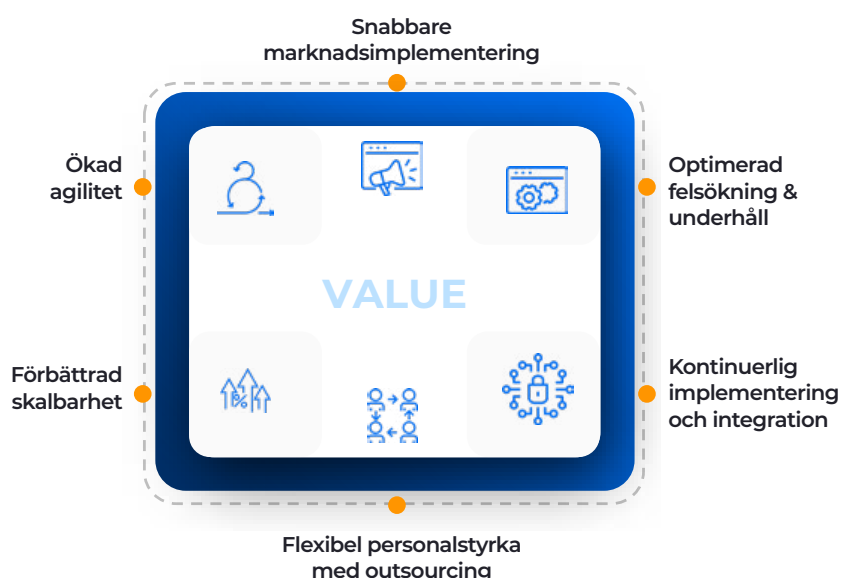 Snabbare
marknadsimplementering
Ökad
agilitet
Optimerad
felsökning &
underhåll
VALUE
Förbättrad
skalbarhet
Kontinuerlig
implementering
och integration
Flexibel personalstyrka
med outsourcing